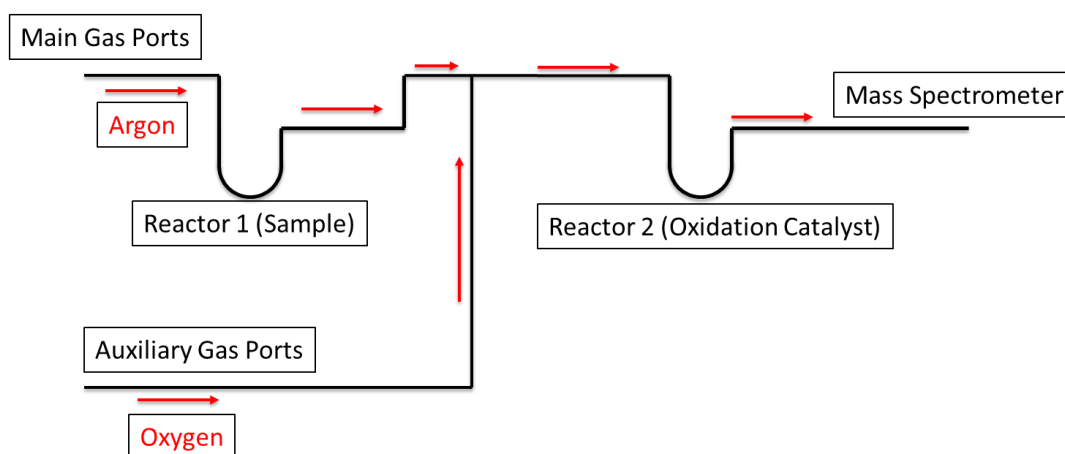 Main Gas Ports
Argon
Mass Spectrometer
Reactor 1 (Sample)
Reactor 2 (Oxidation Catalyst)
Auxiliary Gas Ports
Oxygen